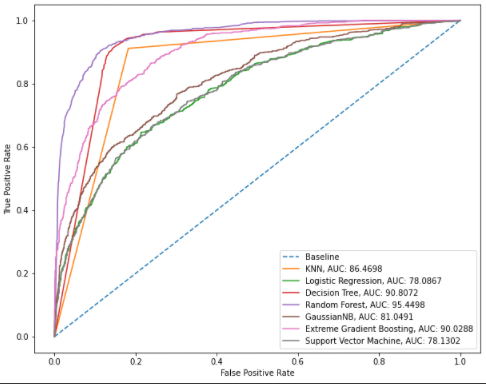 1.0
0.8
0.6
0.4
0.2
0.0
True Positive Rate
Baseline
KNN, AUC: 86.4698
Logistic Regression, AUC: 78.0867
Decision Tree, AUC: 90.8072
Random Forest, AUC: 95.4498
GaussianNB, AUC: 81.0491
Extreme Gradient Boosting, AUC: 90.0288
Support Vector Machine, AUC: 78.1302
0.0 0.2 0.4 0.6 0.8 1.0
False Positive Rate